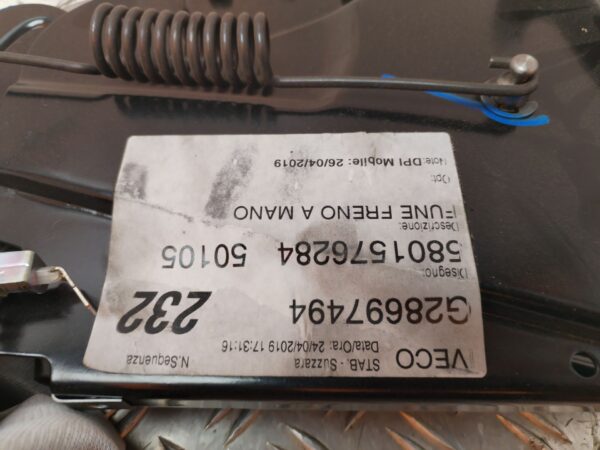 VECO
STAB. - Suzzara N.Sequenza
Data/Ora: 24/04/2019 17:31:16
G28697494 232
Disegno:
5801576284 50105
Descrizione:
FUNE FRENO A MANO
Opt:
Note: DPI Mobile: 26/04/2019